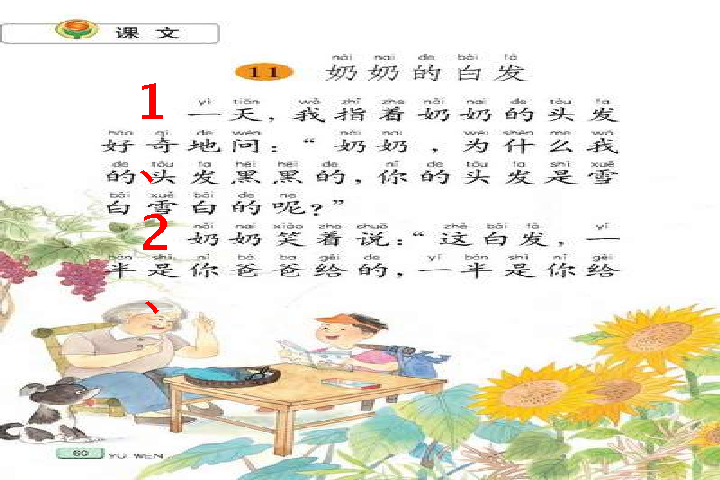 课 文
nǎi nai de bái fà
11 奶奶的白发
1、
yì tiān wǒ zhǐ zhe nǎi nai de tóu fa
一天，我指着奶奶的头发
hào qí de wèn nǎi nai wèi shén me wǒ
好奇地问：“奶奶，为什么我
de tóu fa hēi hēi de nǐ de tóu fa shì xuě
的头发黑黑的，你的头发是雪
bái xuě bái de ne
白雪白的呢？”
2、
nǎi nai xiào zhe shuō zhè bái fà yí
奶奶笑着说：“这白发，一
bàn shì nǐ bà ba gěi de yí bàn shì nǐ gěi
半是你爸爸给的，一半是你给
60 YU WEN